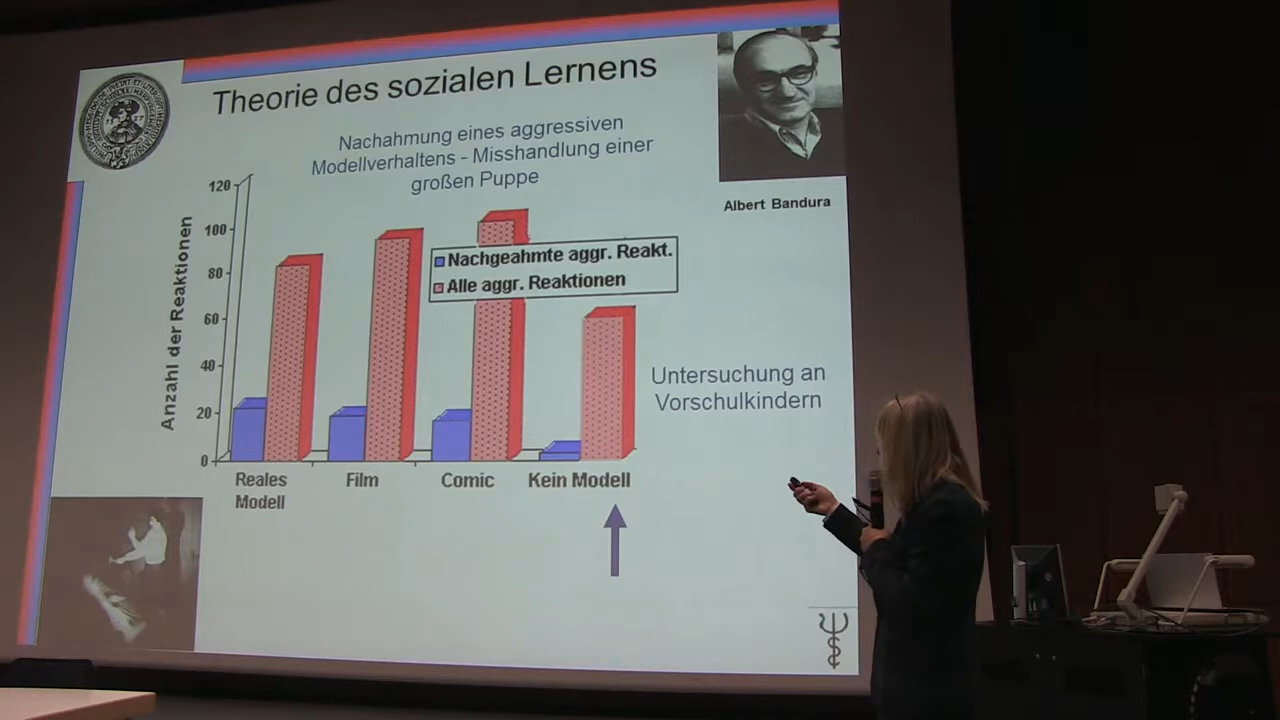 Theorie des sozialen Lernens
Nachahmung eines aggressiven
Modellverhaltens - Misshandlung einer
großen Puppe
Albert Bandura
Anzahl der Reaktionen
120
100
80
60
40
20
0
Nachgeahmte aggr. Reakt.
Alle aggr. Reaktionen
Reales
Modell
Film
Comic
Kein Modell
Untersuchung an
Vorschulkindern